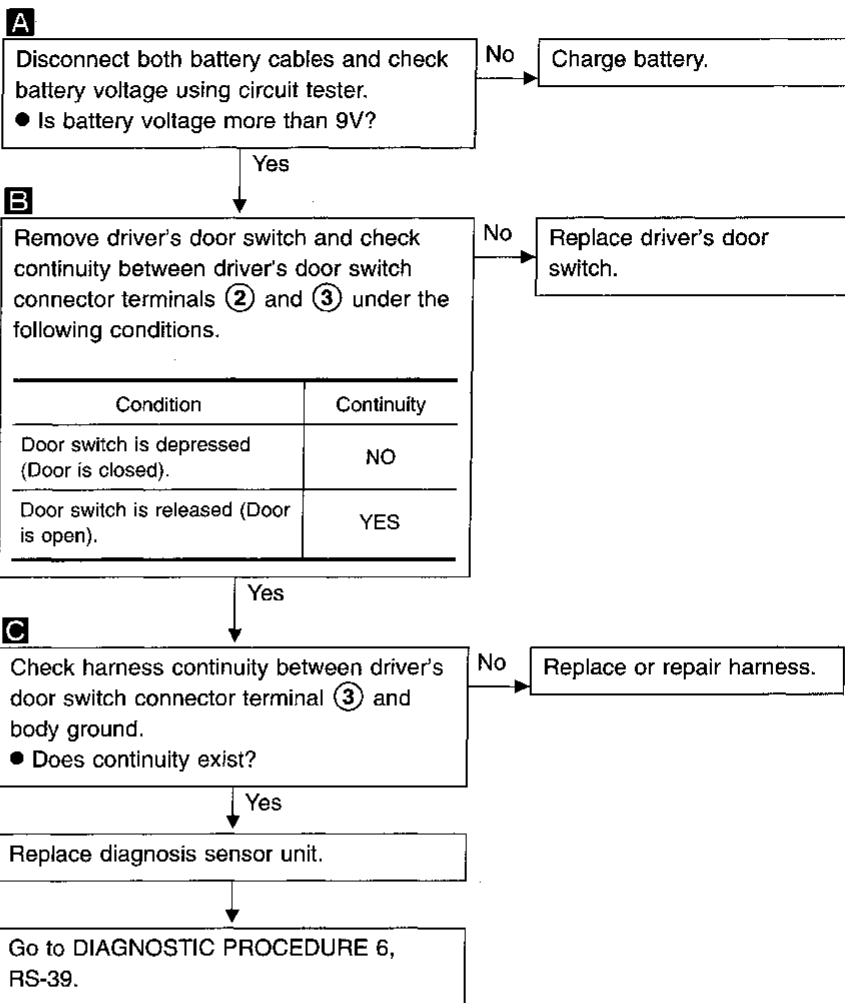 A
Disconnect both battery cables and check
battery voltage using circuit tester.
● Is battery voltage more than 9V?
No
Charge battery.
Yes
B
Remove driver's door switch and check
continuity between driver's door switch
connector terminals ② and ③ under the
following conditions.
No
Replace driver's door
switch.
Condition
Continuity
Door switch is depressed
(Door is closed).
NO
Door switch is released (Door
is open).
YES
Yes
C
Check harness continuity between driver's
door switch connector terminal ③ and
body ground.
● Does continuity exist?
No
Replace or repair harness.
Yes
Replace diagnosis sensor unit.
Go to DIAGNOSTIC PROCEDURE 6,
RS-39.